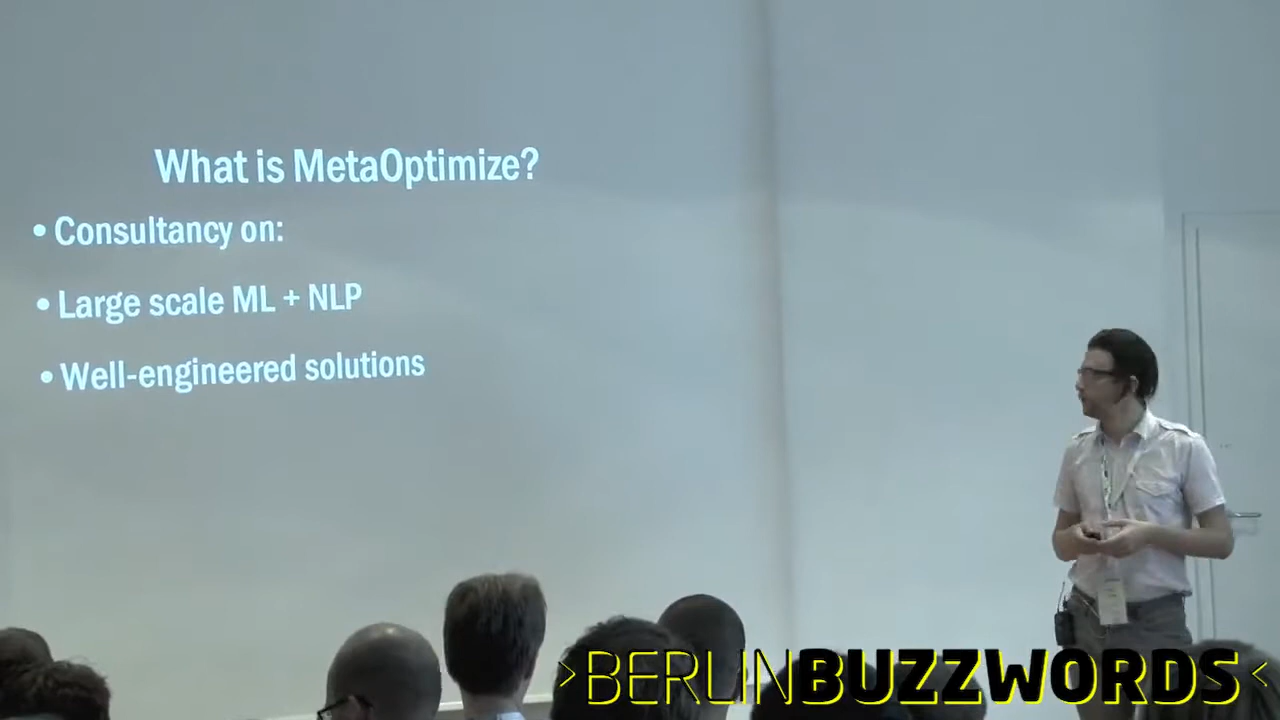 What is MetaOptimize?
• Consultancy on:
• Large scale ML + NLP
• Well-engineered solutions
>BERLINBUZZWORDS<